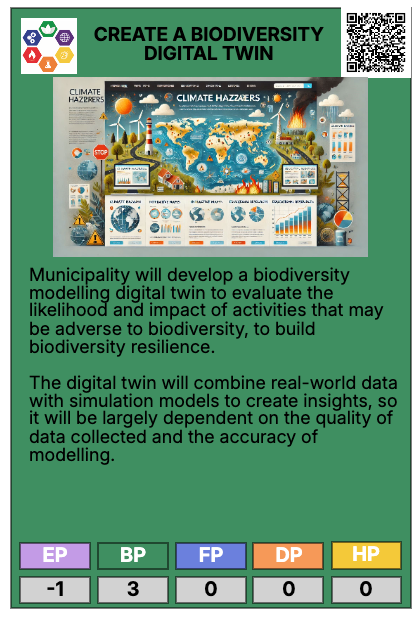 CREATE A BIODIVERSITY
DIGITAL TWIN
CLIMATE
HAZZERERS
CLIMATE HAZZÆRES
STOP
Municipality will develop a biodiversity
modelling digital twin to evaluate the
likelihood and impact of activities that may
be adverse to biodiversity, to build
biodiversity resilience.
The digital twin will combine real-world data
with simulation models to create insights, so
it will be largely dependent on the quality of
data collected and the accuracy of
modelling.
EP BP FP DP HP
-1 3 0 0 0